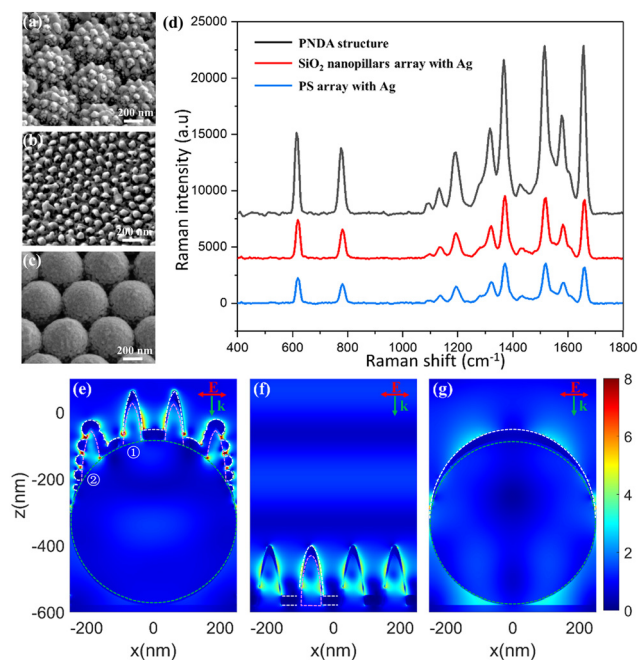 (a)
200 nm
(b)
200 nm
(c)
200 nm
(d)
PNDA structure
SiO₂ nanopillars array with Ag
PS array with Ag
Raman intensity (a.u)
25000
20000
15000
10000
5000
0
400 600 800 1000 1200 1400 1600 1800
Raman shift (cm⁻¹)
(e)
E
k
①
②
(f)
E
k
(g)
E
k
z(nm)
0
-200
-400
-600
-200 0 200
x(nm)
-200 0 200
x(nm)
-200 0 200
x(nm)
8
6
4
2
0